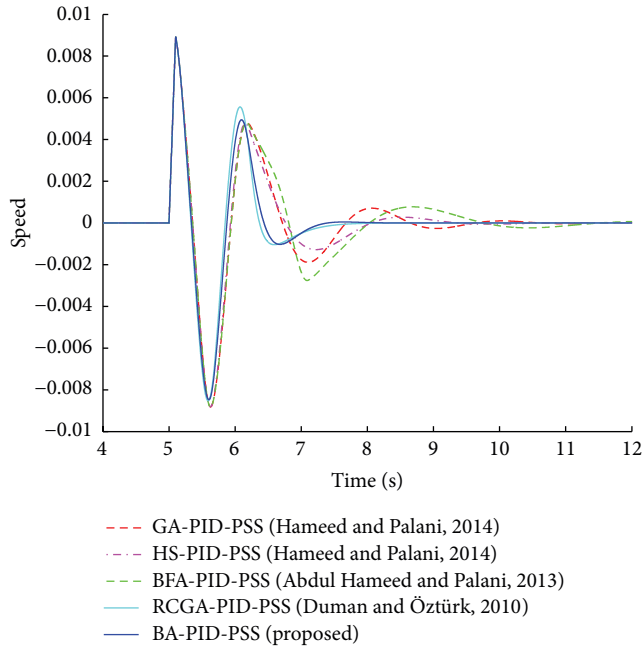 0.01
0.008
0.006
0.004
0.002
0
−0.002
−0.004
−0.006
−0.008
−0.01
Speed
4 5 6 7 8 9 10 11 12
Time (s)
GA-PID-PSS (Hameed and Palani, 2014)
HS-PID-PSS (Hameed and Palani, 2014)
BFA-PID-PSS (Abdul Hameed and Palani, 2013)
RCGA-PID-PSS (Duman and Öztürk, 2010)
BA-PID-PSS (proposed)